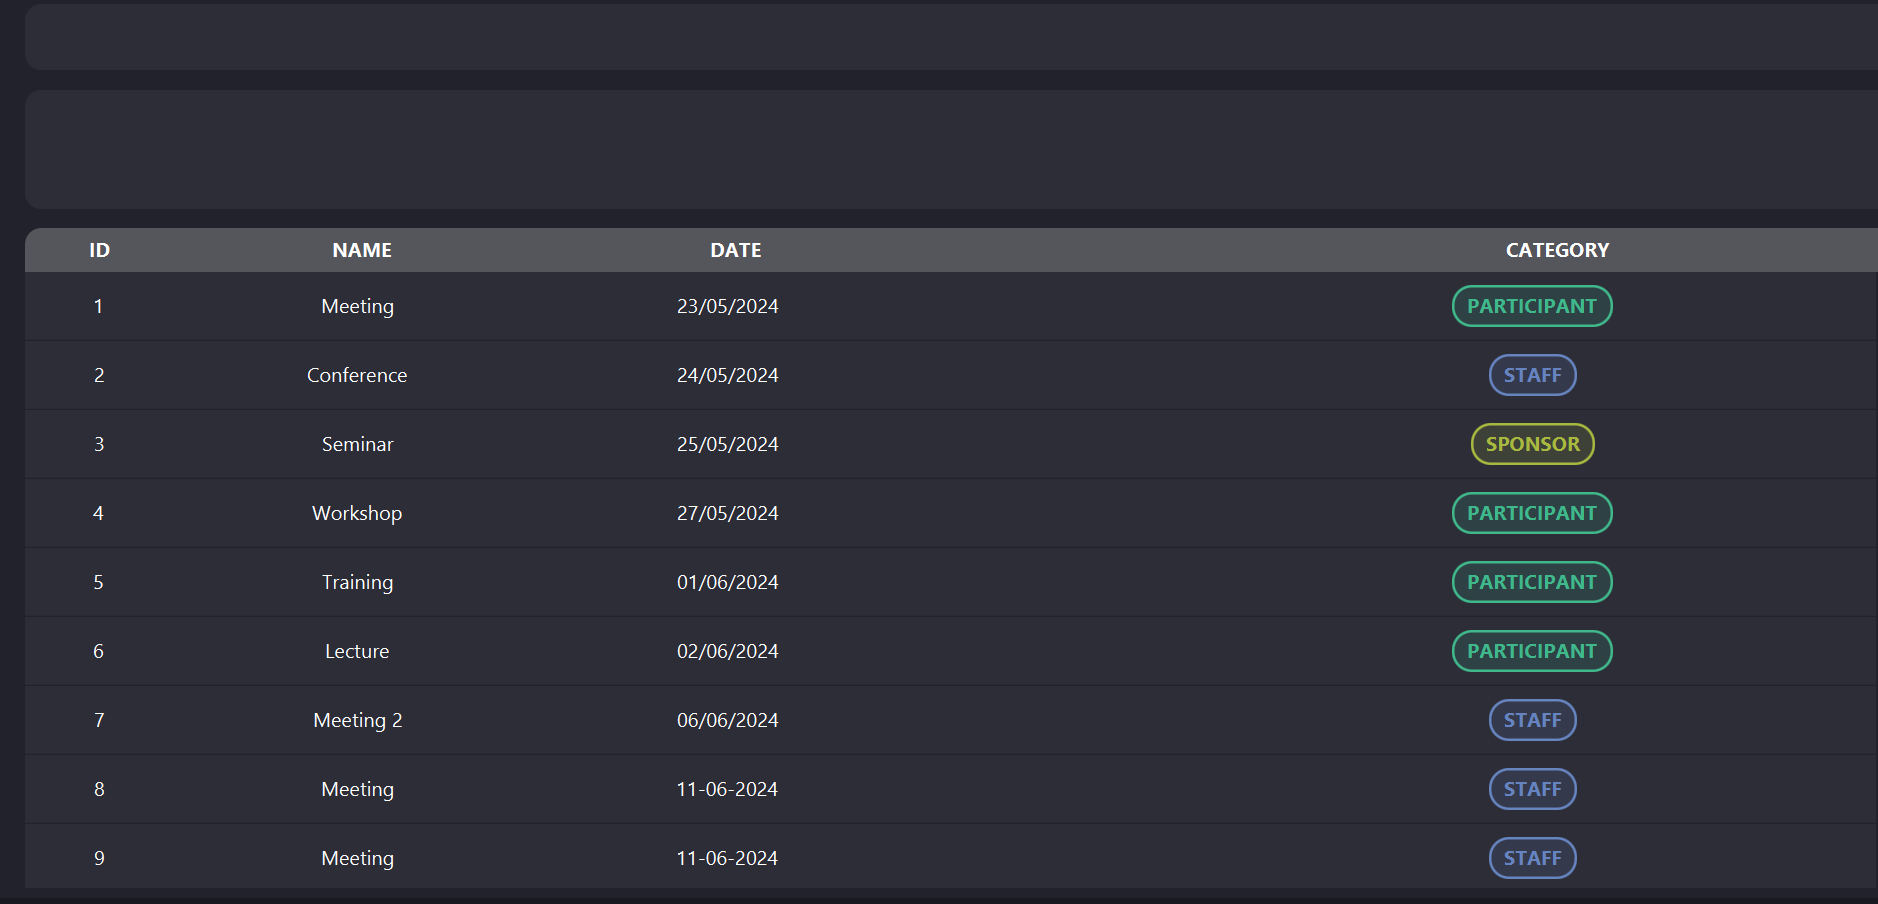 ID NAME DATE CATEGORY
1 Meeting 23/05/2024 PARTICIPANT
2 Conference 24/05/2024 STAFF
3 Seminar 25/05/2024 SPONSOR
4 Workshop 27/05/2024 PARTICIPANT
5 Training 01/06/2024 PARTICIPANT
6 Lecture 02/06/2024 PARTICIPANT
7 Meeting 2 06/06/2024 STAFF
8 Meeting 11-06-2024 STAFF
9 Meeting 11-06-2024 STAFF